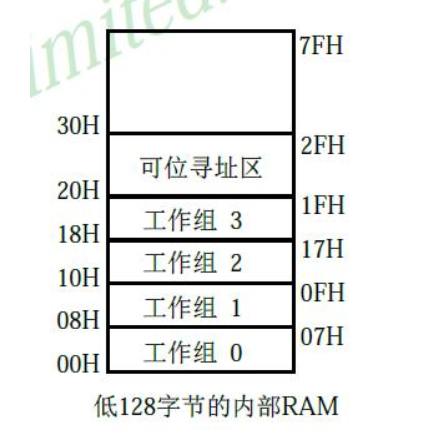 imited.
7FH
30H
2FH
可位寻址区
20H
1FH
工作组 3
18H
17H
工作组 2
10H
0FH
工作组 1
08H
07H
工作组 0
00H
低128字节的内部RAM